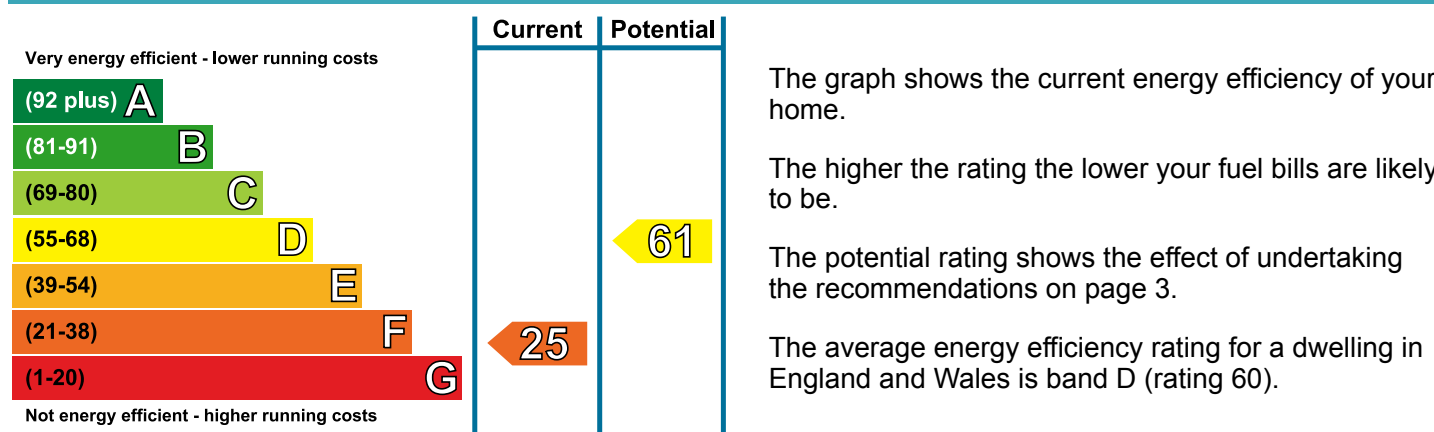 Current Potential
Very energy efficient - lower running costs
(92 plus) A
(81-91) B
(69-80) C
(55-68) D
61
(39-54) E
(21-38) F
25
(1-20) G
Not energy efficient - higher running costs
The graph shows the current energy efficiency of your
home.
The higher the rating the lower your fuel bills are likely
to be.
The potential rating shows the effect of undertaking
the recommendations on page 3.
The average energy efficiency rating for a dwelling in
England and Wales is band D (rating 60).